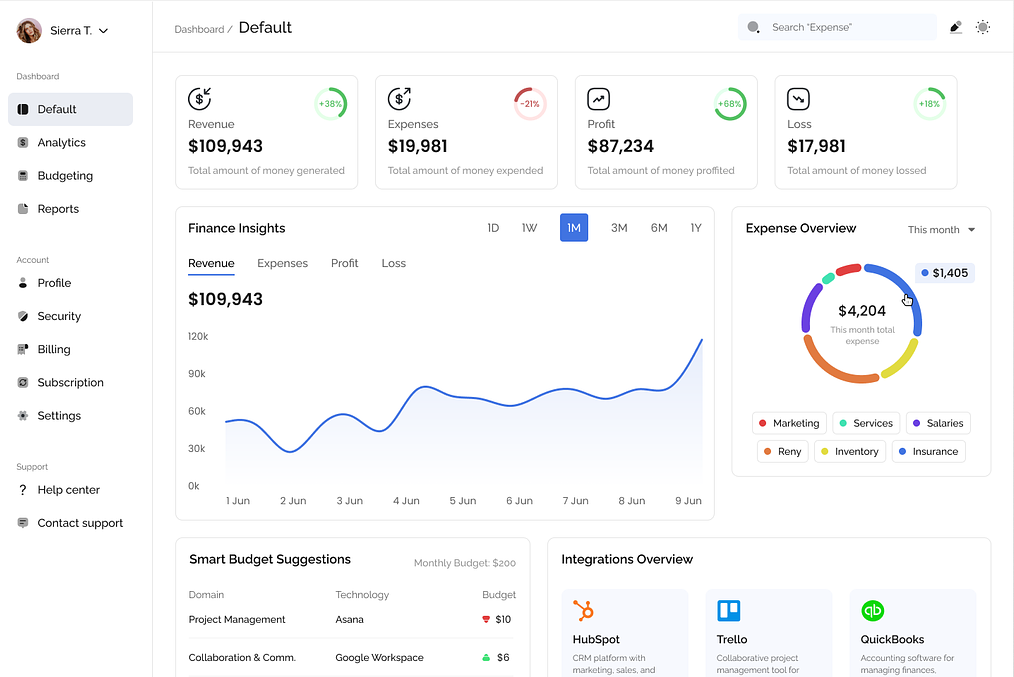 Sierra T.
Dashboard
Default
Analytics
Budgeting
Reports
Account
Profile
Security
Billing
Subscription
Settings
Support
? Help center
Contact support
Dashboard / Default
Search “Expense”
$
Revenue
+38%
$109,943
Total amount of money generated
$
Expenses
-21%
$19,981
Total amount of money expended
Profit
+68%
$87,234
Total amount of money proffited
Loss
+18%
$17,981
Total amount of money lossed
Finance Insights
1D 1W 1M 3M 6M 1Y
Revenue Expenses Profit Loss
$109,943
120k
90k
60k
30k
0k
1 Jun 2 Jun 3 Jun 4 Jun 5 Jun 6 Jun 7 Jun 8 Jun 9 Jun
Expense Overview
This month
$1,405
$4,204
This month total
expense
Marketing Services Salaries
Reny Inventory Insurance
Smart Budget Suggestions
Monthly Budget: $200
Domain Technology Budget
Project Management Asana $10
Collaboration & Comm. Google Workspace $6
Integrations Overview
HubSpot
CRM platform with
marketing, sales, and
Trello
Collaborative project
management tool for
qb
QuickBooks
Accounting software for
managing finances.